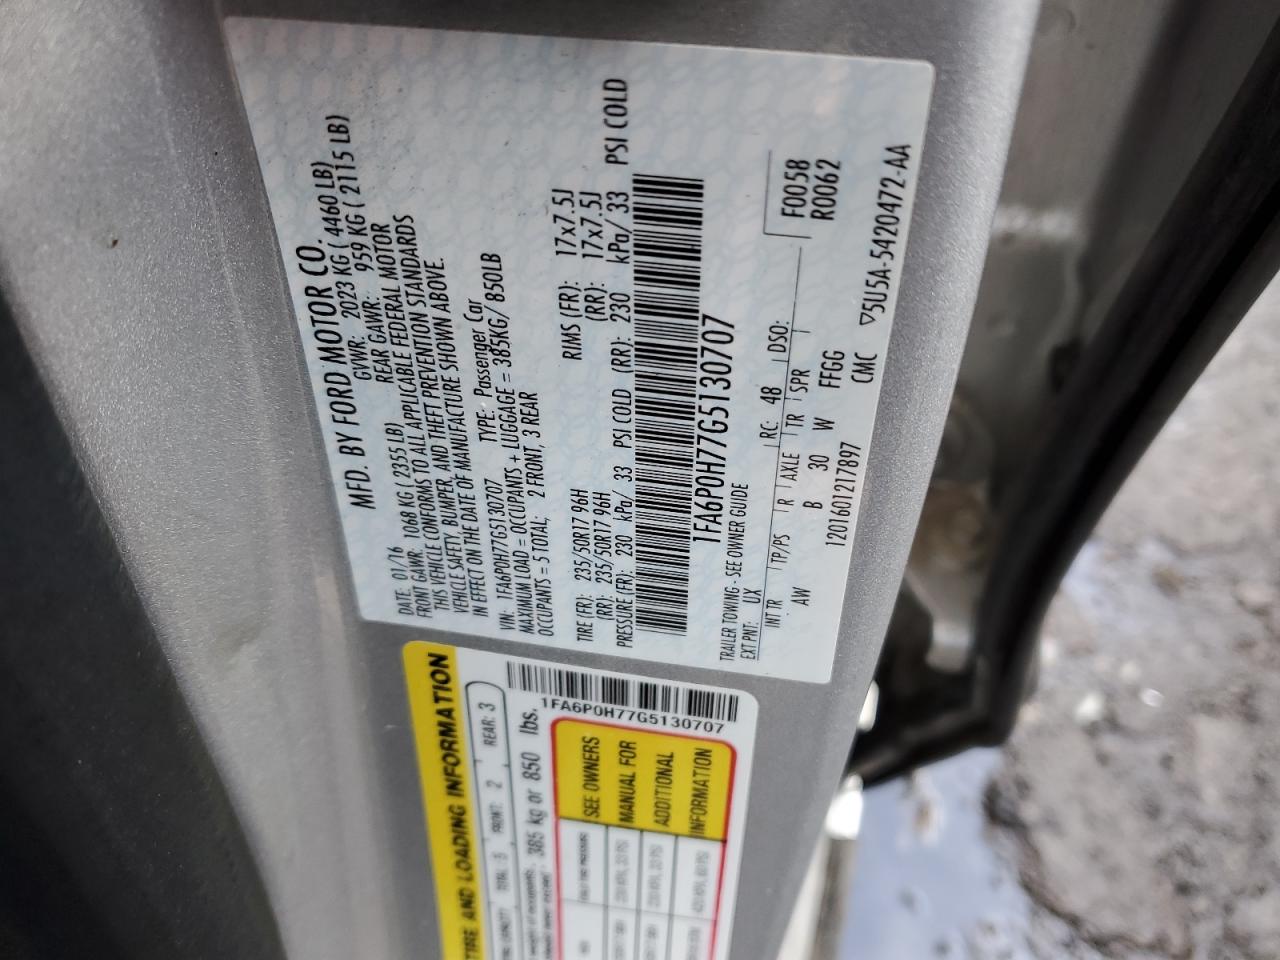 MFD. BY FORD MOTOR CO.
DATE: 01/16 GVWR: 2023 KG ( 4460 LB)
FRONT GAWR: 1068 KG ( 2355 LB) REAR GAWR: 959 KG ( 2115 LB)
THIS VEHICLE CONFORMS TO ALL APPLICABLE FEDERAL MOTOR
VEHICLE SAFETY, BUMPER, AND THEFT PREVENTION STANDARDS
IN EFFECT ON THE DATE OF MANUFACTURE SHOWN ABOVE.
VIN: 1FA6P0H77G5130707 TYPE: Passenger Car
MAXIMUM LOAD = OCCUPANTS + LUGGAGE = 385KG/ 850LB
OCCUPANTS = 5 TOTAL; 2 FRONT, 3 REAR
TIRE (FR): 235/50R17 96H RIMS (FR): 17x7.5J
(RR): 235/50R17 96H (RR): 17x7.5J
PRESSURE (FR): 230 kPa/ 33 PSI COLD (RR): 230 kPa/ 33 PSI COLD
1FA6P0H77G5130707
TRAILER TOWING - SEE OWNER GUIDE
EXT PNT: UX RC: 48 DSO: F0058
R0062
INT TR TP/PS R AXLE TR SPR
AW B 30 W FFGG
1201601217897 CMC ▽5U5A-5420472-AA
TIRE AND LOADING INFORMATION
TOTAL: 5 FRONT: 2 REAR: 3
385 kg or 850 lbs.
1FA6P0H77G5130707
SEE OWNERS
MANUAL FOR
ADDITIONAL
INFORMATION